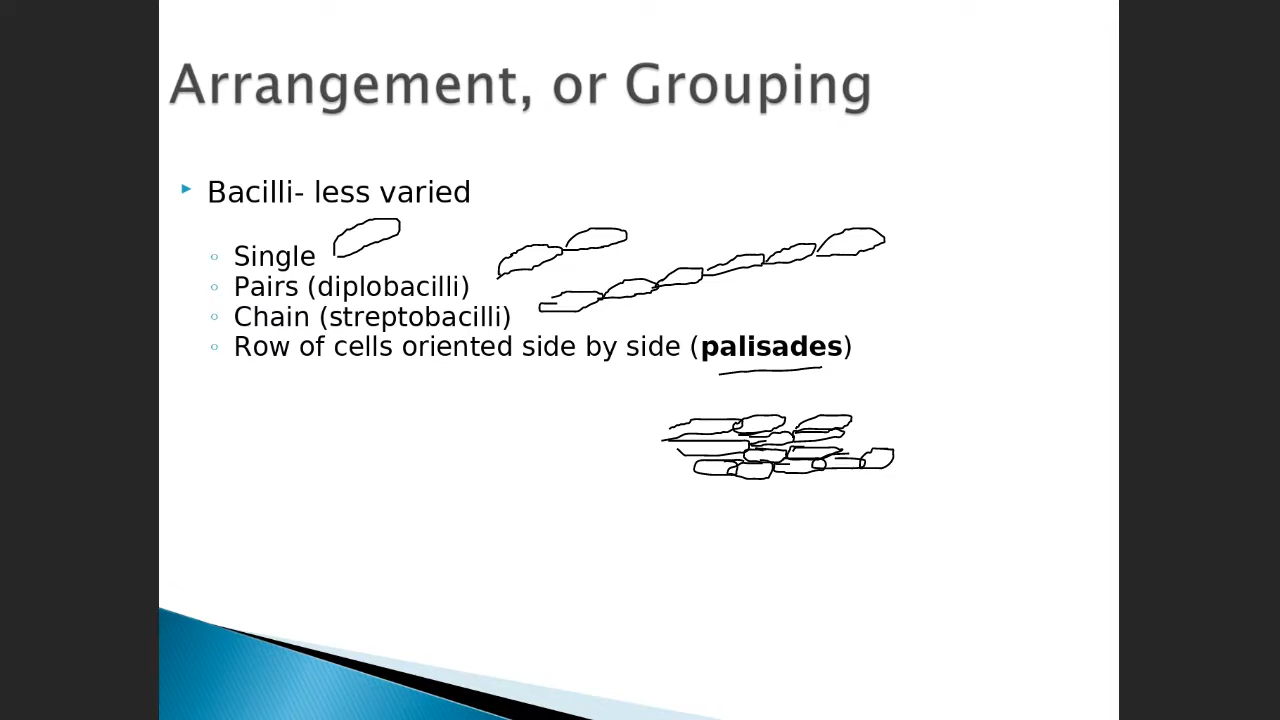 Arrangement, or Grouping
Bacilli- less varied
Single
Pairs (diplobacilli)
Chain (streptobacilli)
Row of cells oriented side by side (palisades)